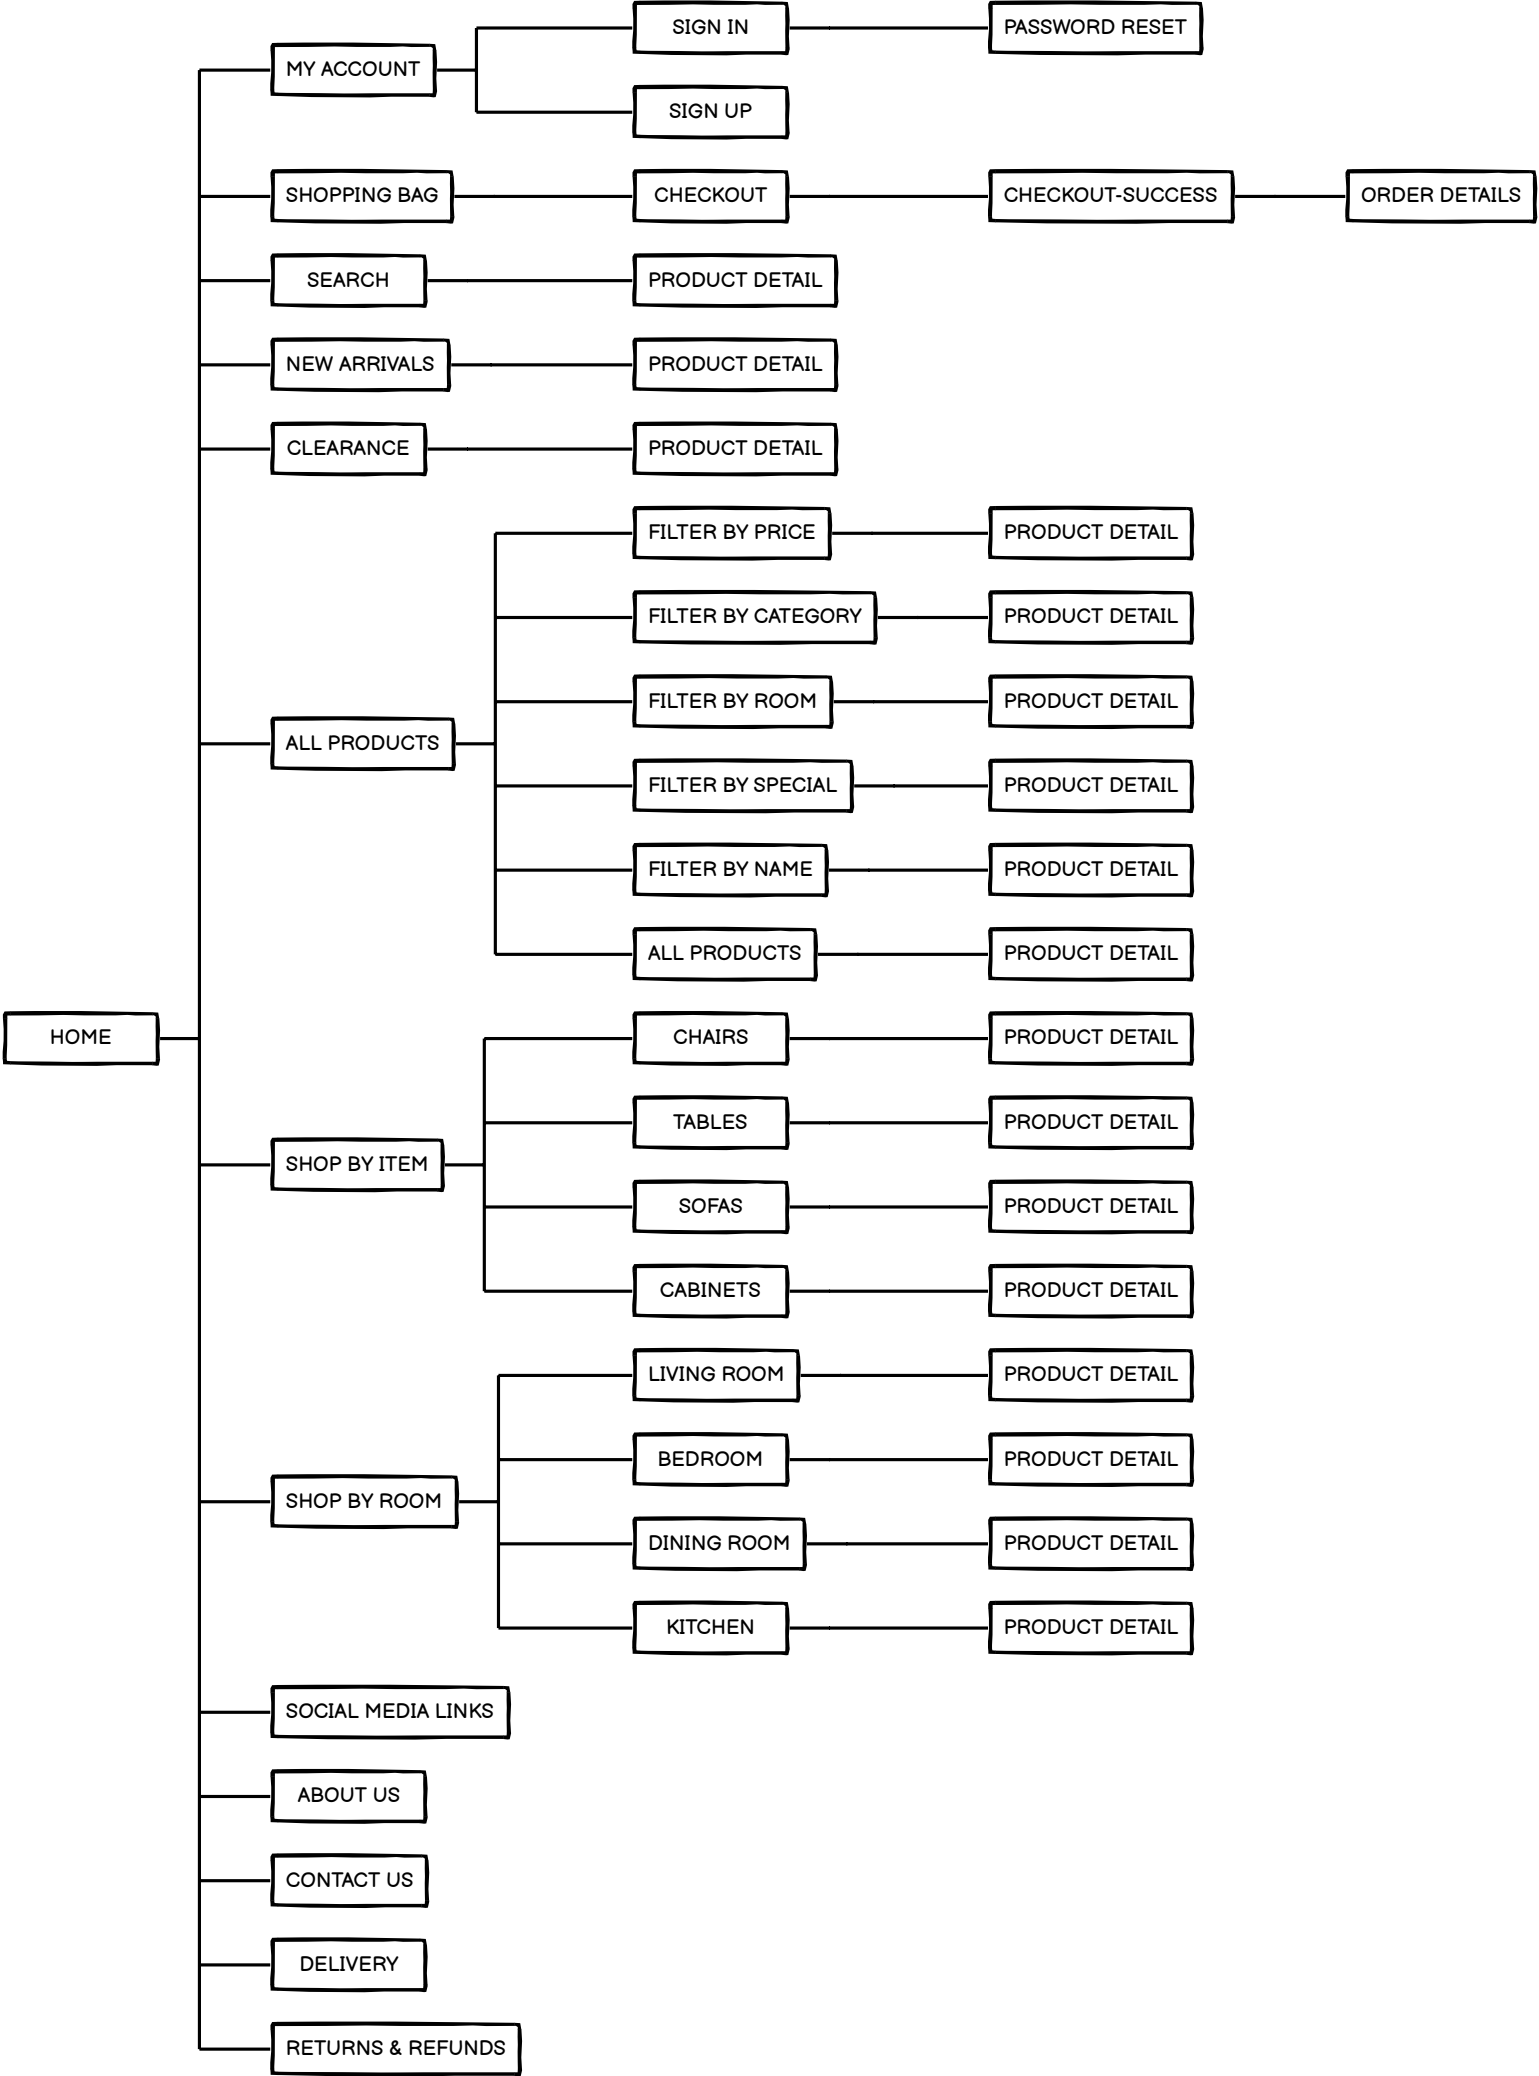 SIGN IN
PASSWORD RESET
MY ACCOUNT
SIGN UP
SHOPPING BAG
CHECKOUT
CHECKOUT-SUCCESS
ORDER DETAILS
SEARCH
PRODUCT DETAIL
NEW ARRIVALS
PRODUCT DETAIL
CLEARANCE
PRODUCT DETAIL
FILTER BY PRICE
PRODUCT DETAIL
FILTER BY CATEGORY
PRODUCT DETAIL
FILTER BY ROOM
PRODUCT DETAIL
ALL PRODUCTS
FILTER BY SPECIAL
PRODUCT DETAIL
FILTER BY NAME
PRODUCT DETAIL
ALL PRODUCTS
PRODUCT DETAIL
HOME
CHAIRS
PRODUCT DETAIL
TABLES
PRODUCT DETAIL
SHOP BY ITEM
SOFAS
PRODUCT DETAIL
CABINETS
PRODUCT DETAIL
LIVING ROOM
PRODUCT DETAIL
BEDROOM
PRODUCT DETAIL
SHOP BY ROOM
DINING ROOM
PRODUCT DETAIL
KITCHEN
PRODUCT DETAIL
SOCIAL MEDIA LINKS
ABOUT US
CONTACT US
DELIVERY
RETURNS & REFUNDS